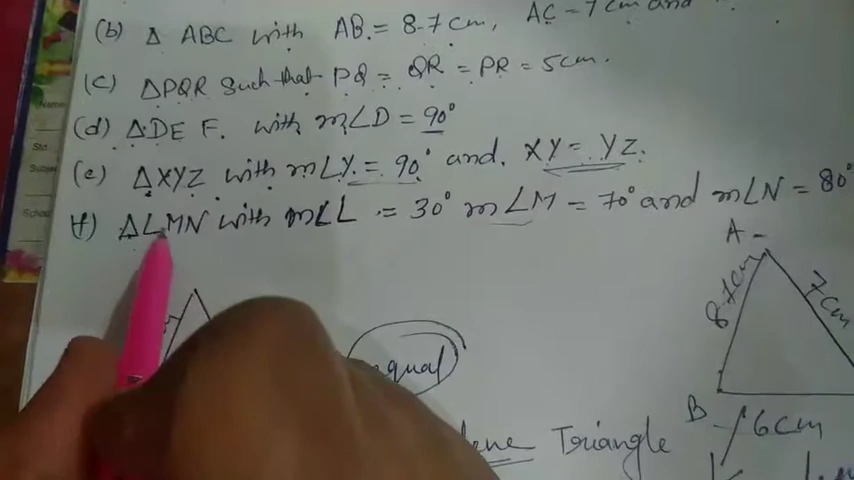 (b) Δ ABC with AB = 8.7 cm, AC = 7 cm and
(c) ΔPQR Such that PQ = QR = PR = 5cm.
(d) ΔDEF. with m∠D = 90°
(e) ΔXYZ with m∠Y = 90° and XY = YZ.
(f) ΔLMN with m∠L = 30° m∠M = 70° and m∠N = 80°
A
8.7cm 7cm
equal
B 6cm
Triangle